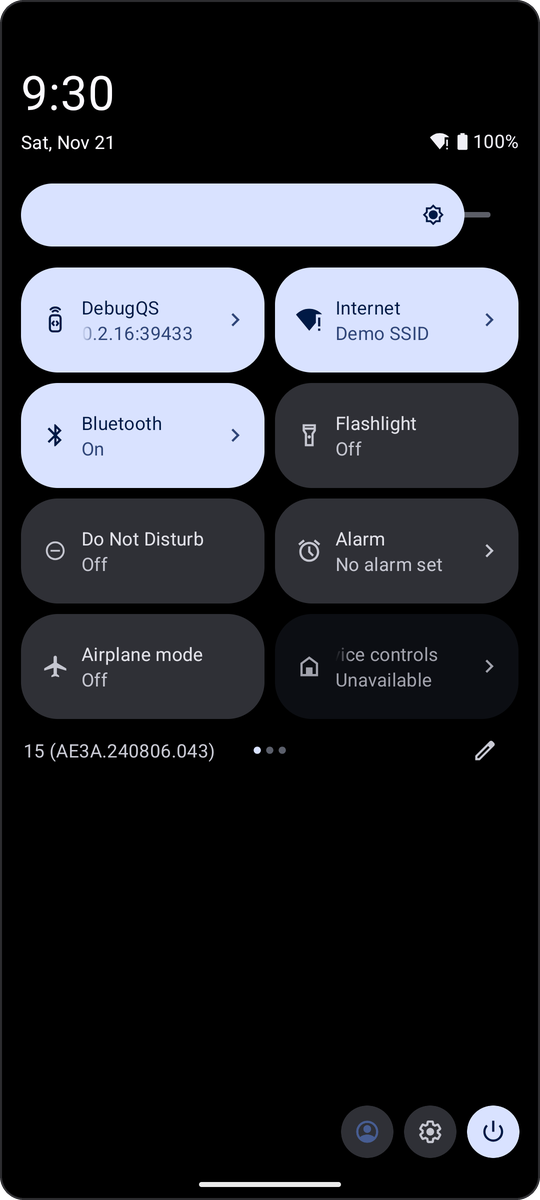 9:30
Sat, Nov 21
100%
DebugQS
0.2.16:39433
Internet
Demo SSID
Bluetooth
On
Flashlight
Off
Do Not Disturb
Off
Alarm
No alarm set
Airplane mode
Off
ice controls
Unavailable
15 (AE3A.240806.043)